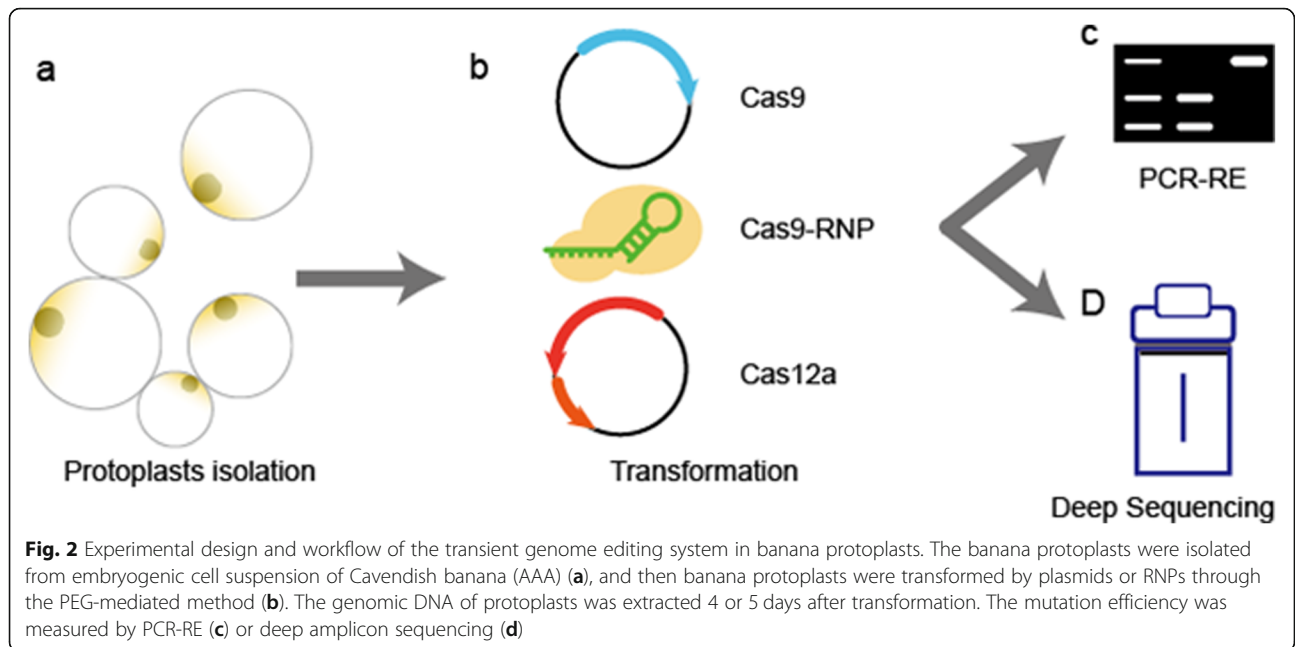 a
b
c
Cas9
PCR-RE
Cas9-RNP
D
Cas12a
Protoplasts isolation
Transformation
Deep Sequencing
Fig. 2 Experimental design and workflow of the transient genome editing system in banana protoplasts. The banana protoplasts were isolated
from embryogenic cell suspension of Cavendish banana (AAA) (a), and then banana protoplasts were transformed by plasmids or RNPs through
the PEG-mediated method (b). The genomic DNA of protoplasts was extracted 4 or 5 days after transformation. The mutation efficiency was
measured by PCR-RE (c) or deep amplicon sequencing (d)